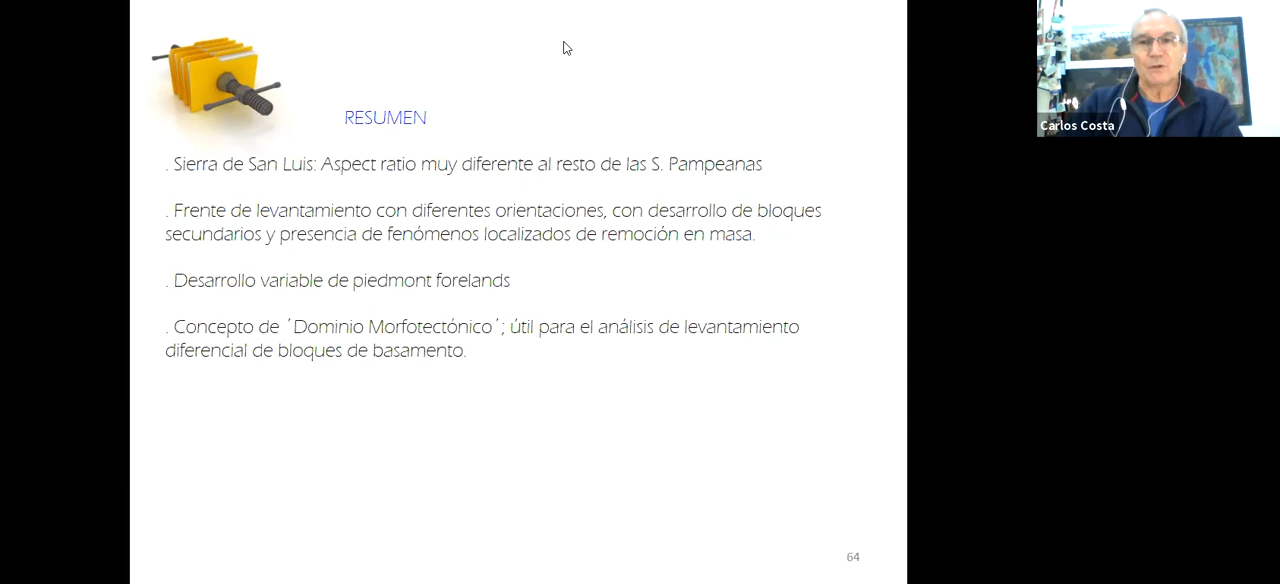 RESUMEN
. Sierra de San Luis: Aspect ratio muy diferente al resto de las S. Pampeanas
. Frente de levantamiento con diferentes orientaciones, con desarrollo de bloques
secundarios y presencia de fenómenos localizados de remoción en masa.
. Desarrollo variable de piedmont forelands
. Concepto de ´Dominio Morfotectónico´; útil para el análisis de levantamiento
diferencial de bloques de basamento.
64
Carlos Costa